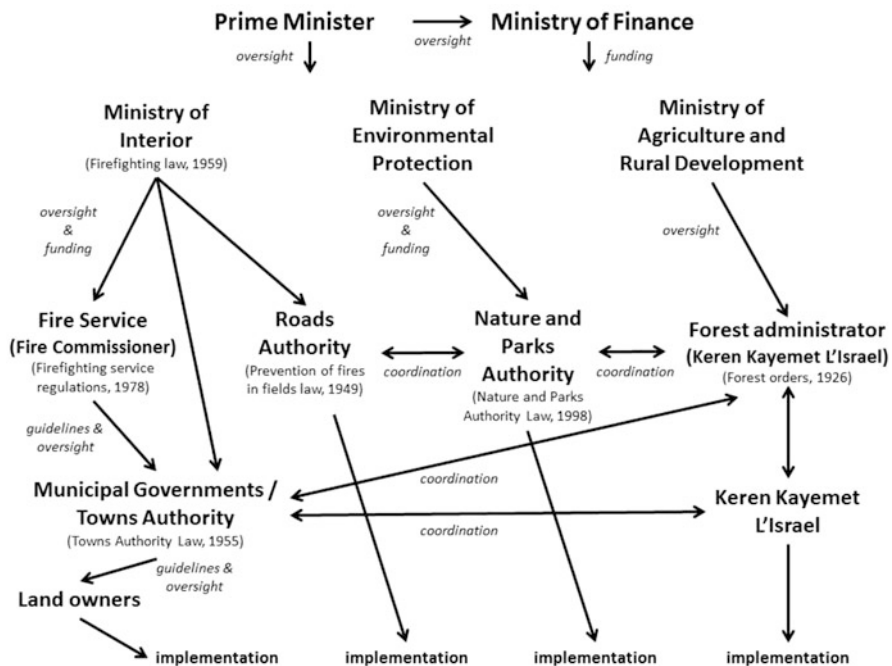 Prime Minister
oversight
Ministry of Finance
oversight
funding
Ministry of
Interior
(Firefighting law, 1959)
Ministry of
Environmental
Protection
Ministry of
Agriculture and
Rural Development
oversight
&
funding
oversight
&
funding
oversight
Fire Service
(Fire Commissioner)
(Firefighting service
regulations, 1978)
Roads
Authority
(Prevention of fires
in fields law, 1949)
coordination
Nature and
Parks
Authority
(Nature and Parks
Authority Law, 1998)
coordination
Forest administrator
(Keren Kayemet L'Israel)
(Forest orders, 1926)
guidelines &
oversight
Municipal Governments /
Towns Authority
(Towns Authority Law, 1955)
coordination
coordination
Keren Kayemet
L'Israel
guidelines &
oversight
Land owners
implementation
implementation
implementation
implementation